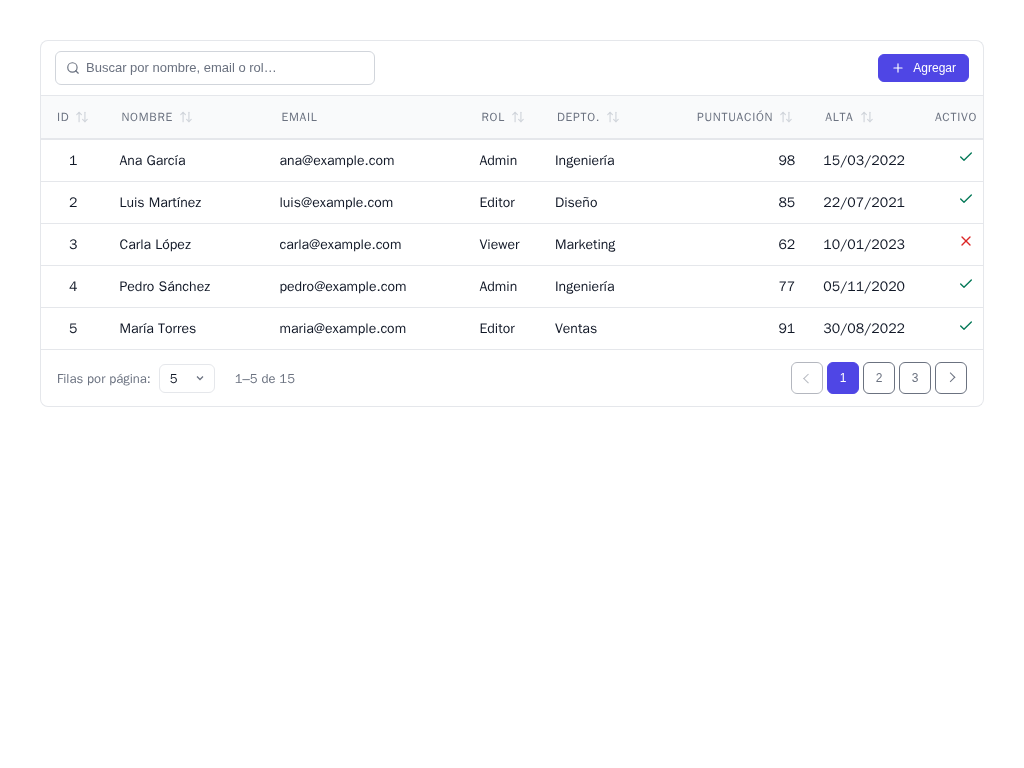 Buscar por nombre, email o rol... Agregar
ID NOMBRE EMAIL ROL DEPTO. PUNTUACIÓN ALTA ACTIVO
1 Ana García ana@example.com Admin Ingeniería 98 15/03/2022
2 Luis Martínez luis@example.com Editor Diseño 85 22/07/2021
3 Carla López carla@example.com Viewer Marketing 62 10/01/2023
4 Pedro Sánchez pedro@example.com Admin Ingeniería 77 05/11/2020
5 María Torres maria@example.com Editor Ventas 91 30/08/2022
Filas por página: 5 1–5 de 15 1 2 3